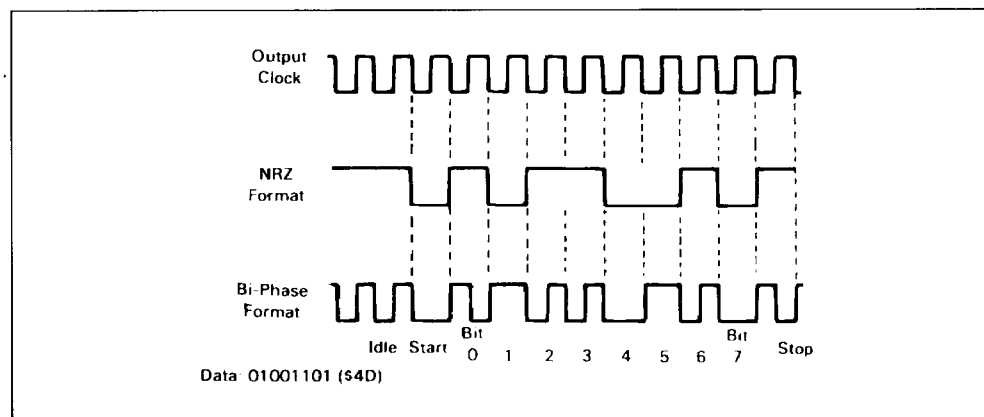 Output
Clock
NRZ
Format
Bi-Phase
Format
Idle Start Bit 0 1 2 3 4 5 6 Bit 7 Stop
Data: 01001101 ($4D)